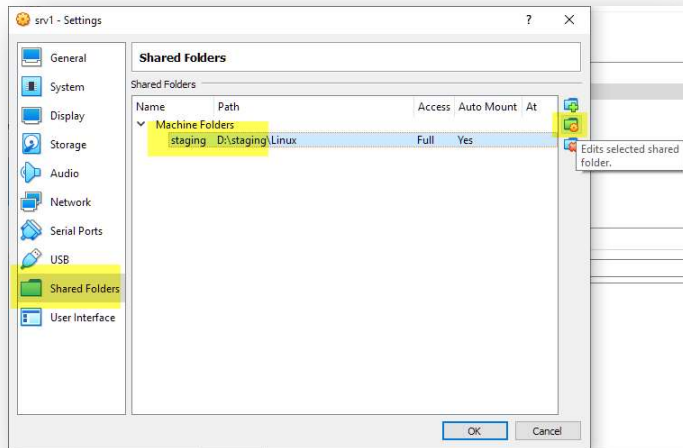 srv1 - Settings ? ×
General
System
Display
Storage
Audio
Network
Serial Ports
USB
Shared Folders
User Interface
Shared Folders
Shared Folders
Name Path Access Auto Mount At
Machine Folders
staging D:\staging\Linux Full Yes
Edits selected shared
folder.
OK Cancel